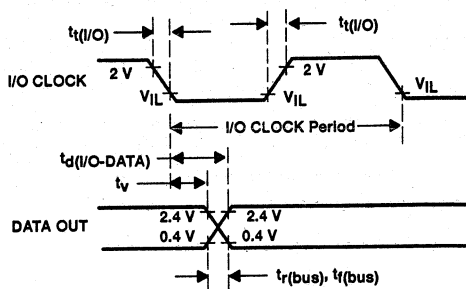 tt(I/O) tt(I/O)
2 V 2 V
I/O CLOCK
VIL VIL VIL
I/O CLOCK Period
td(I/O-DATA)
tv
2.4 V 2.4 V
DATA OUT
0.4 V 0.4 V
tr(bus), tf(bus)